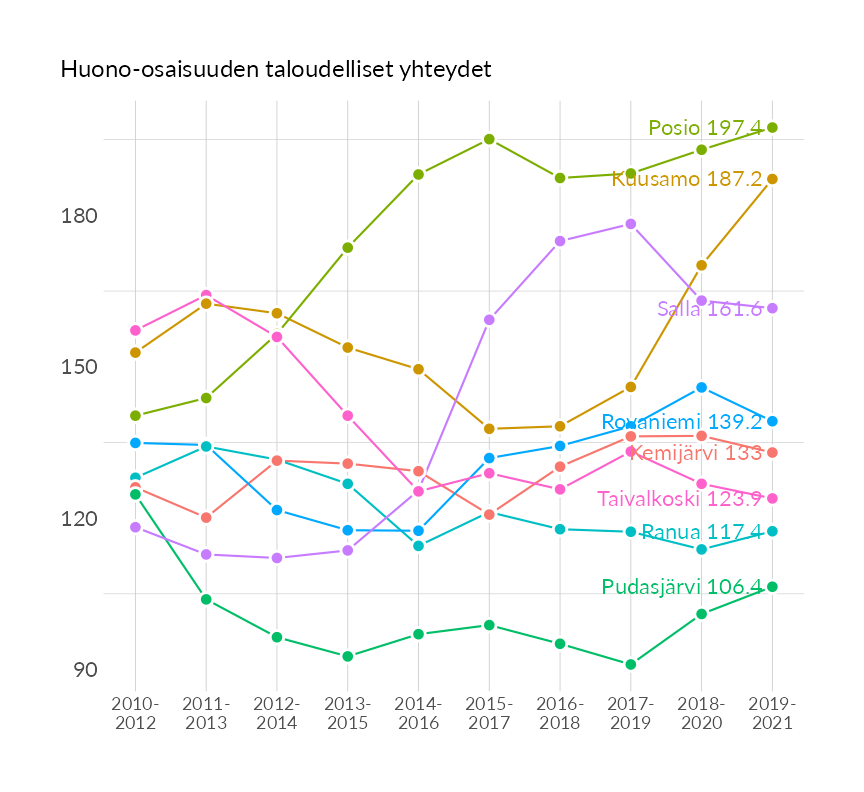 Huono-osaisuuden taloudelliset yhteydet
Posio 197.4
Kuusamo 187.2
180
Salla 161.6
150
Rovaniemi 139.2
Kemijärvi 133
Taivalkoski 123.9
120
Ranua 117.4
Pudasjärvi 106.4
90
2010- 2011- 2012- 2013- 2014- 2015- 2016- 2017- 2018- 2019-
2012 2013 2014 2015 2016 2017 2018 2019 2020 2021